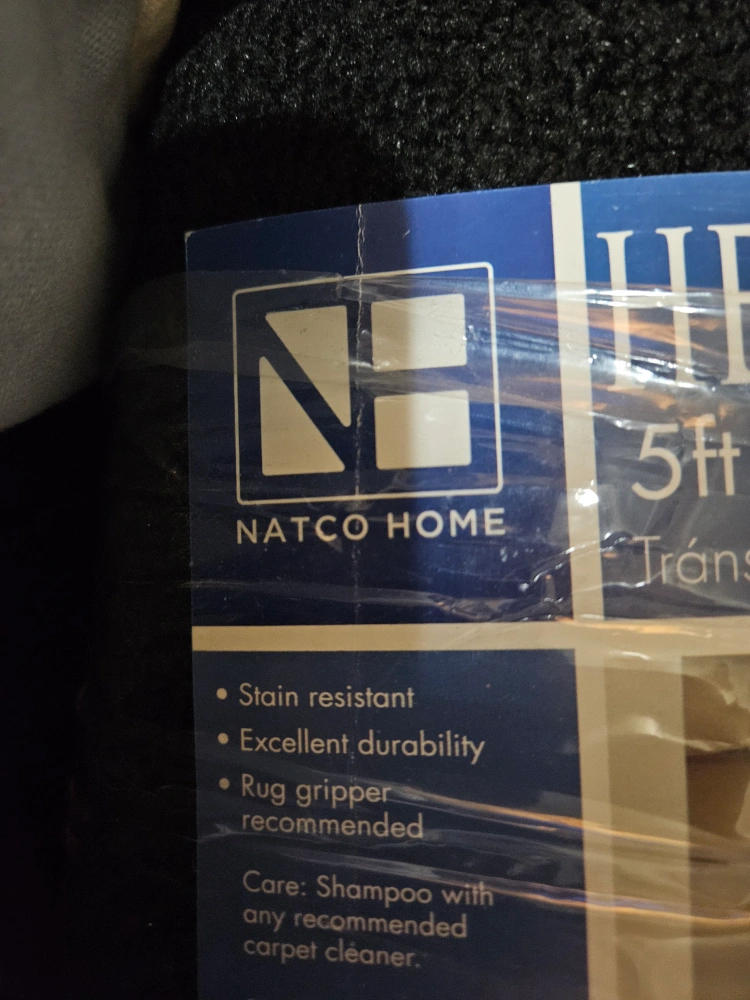 NATCO HOME
5ft
• Stain resistant
• Excellent durability
• Rug gripper
recommended
Care: Shampoo with
any recommended
carpet cleaner.